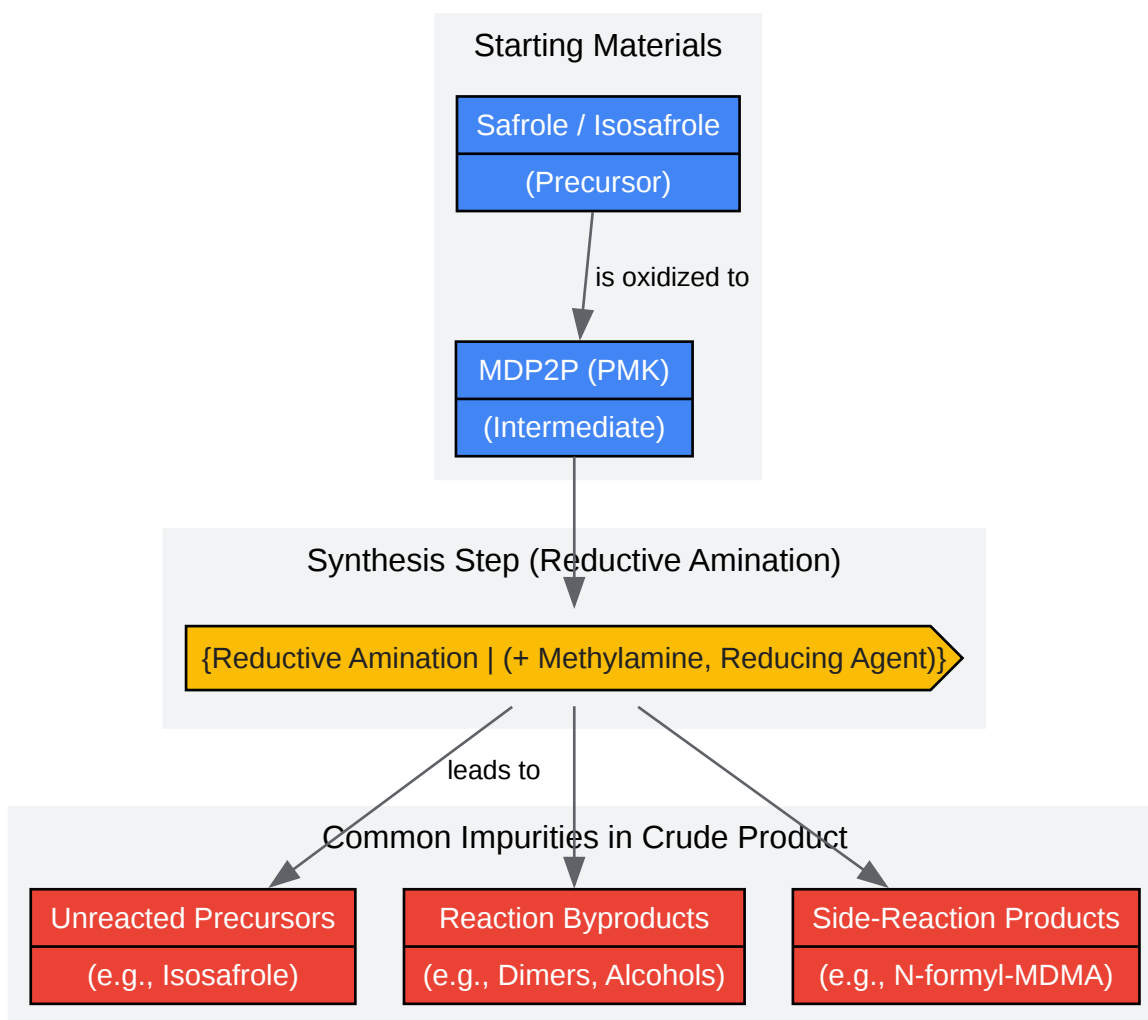 Starting Materials
Safrole / Isosafrole
(Precursor)
is oxidized to
MDP2P (PMK)
(Intermediate)
Synthesis Step (Reductive Amination)
{Reductive Amination | (+ Methylamine, Reducing Agent)}
leads to
Common Impurities in Crude Product
Unreacted Precursors
(e.g., Isosafrole)
Reaction Byproducts
(e.g., Dimers, Alcohols)
Side-Reaction Products
(e.g., N-formyl-MDMA)